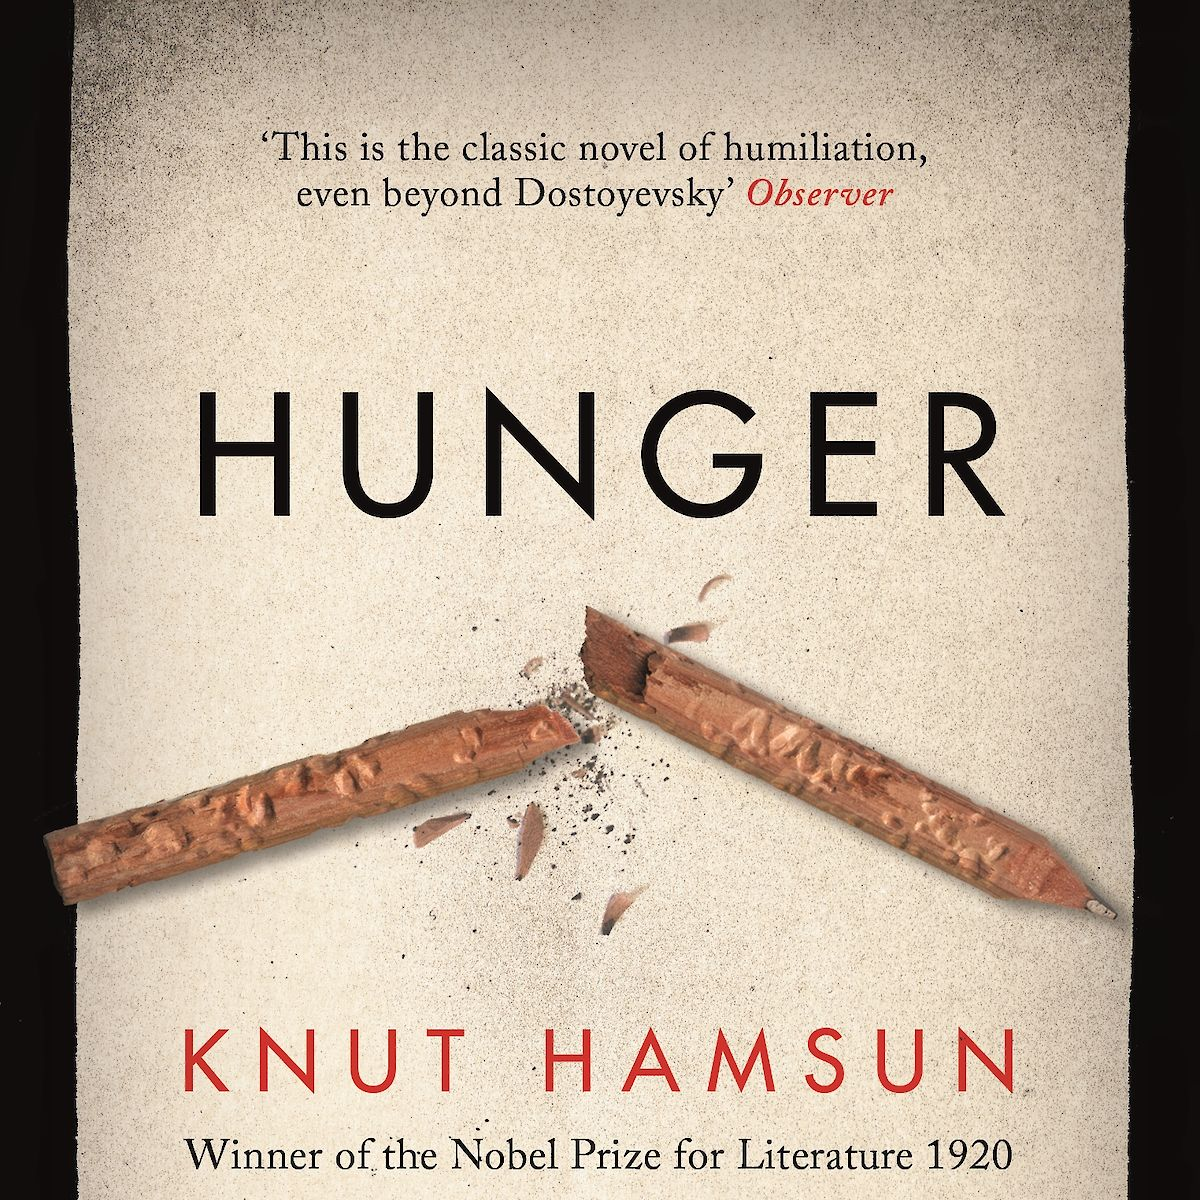 ‘This is the classic novel of humiliation,
even beyond Dostoyevsky’ Observer
HUNGER
KNUT HAMSUN
Winner of the Nobel Prize for Literature 1920